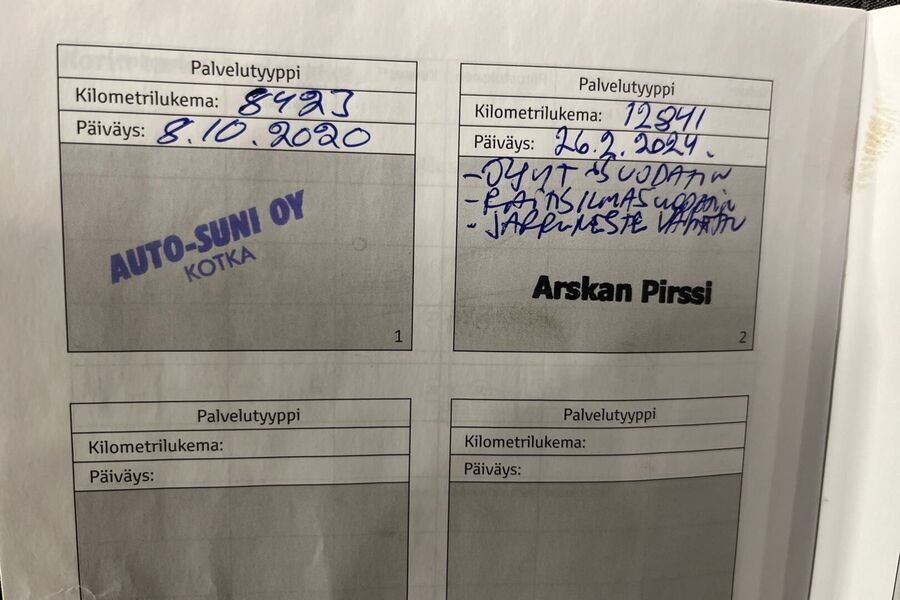 Palvelutyyppi
Kilometrilukema: 8423
Päiväys: 8.10.2020
AUTO-SUNI OY
KOTKA
1
Palvelutyyppi
Kilometrilukema: 12841
Päiväys: 26.2.2024.
- ÖLJYT + SUODATIN
- RAITISILMASUODATIN
- JARRUNESTE VAIHDETTU
Arskan Pirssi
2
Palvelutyyppi
Kilometrilukema:
Päiväys:
Palvelutyyppi
Kilometrilukema:
Päiväys: